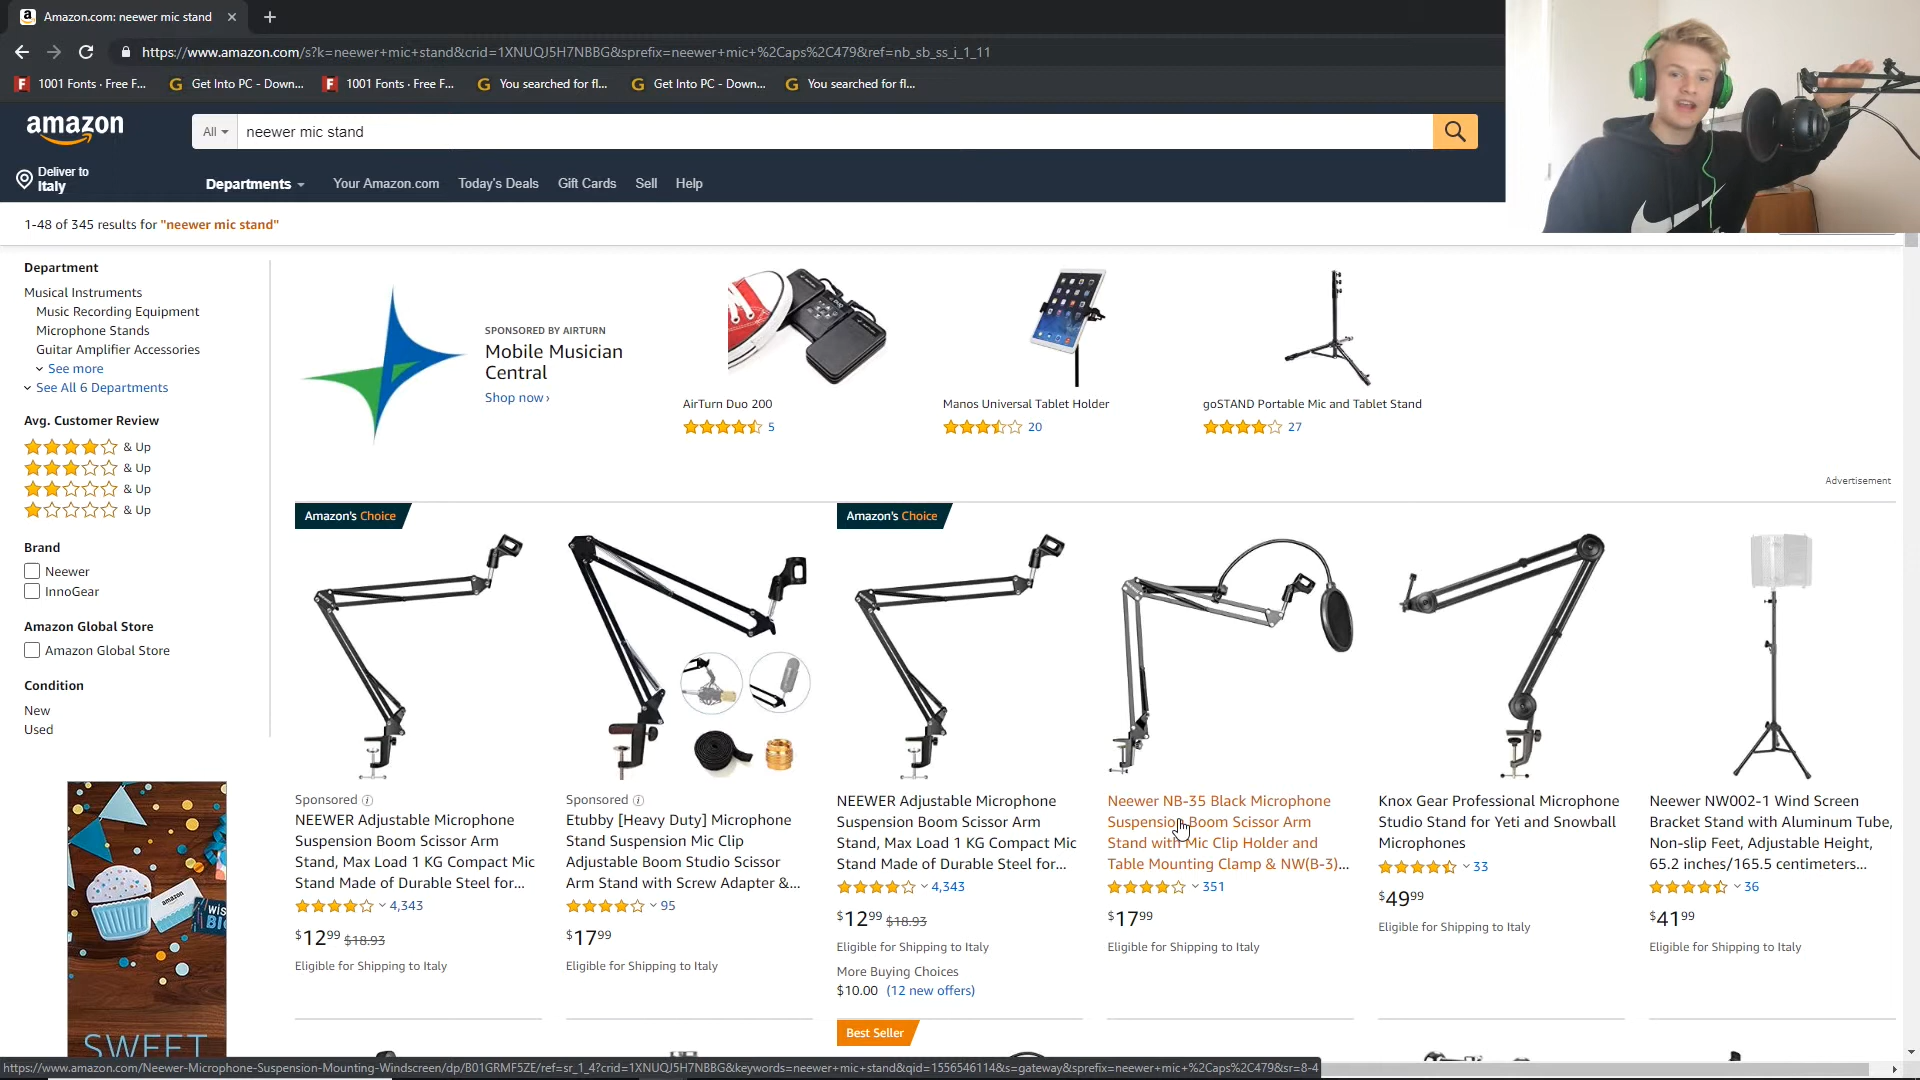 Amazon.com: neewer mic stand
https://www.amazon.com/s?k=neewer+mic+stand&crid=1XNUQJ5H7NBBG&sprefix=neewer+mic+%2Caps%2C479&ref=nb_sb_ss_i_1_11
1001 Fonts · Free F...
Get Into PC - Down...
1001 Fonts · Free F...
You searched for fl...
Get Into PC - Down...
You searched for fl...
amazon
All
neewer mic stand
Deliver to
Italy
Departments
Your Amazon.com
Today's Deals
Gift Cards
Sell
Help
1-48 of 345 results for "neewer mic stand"
Department
Musical Instruments
Music Recording Equipment
Microphone Stands
Guitar Amplifier Accessories
See more
See All 6 Departments
Avg. Customer Review
& Up
& Up
& Up
& Up
Brand
Neewer
InnoGear
Amazon Global Store
Amazon Global Store
Condition
New
Used
amazon
SWEET
SPONSORED BY AIRTURN
Mobile Musician
Central
Shop now›
AirTurn Duo 200
5
Manos Universal Tablet Holder
20
goSTAND Portable Mic and Tablet Stand
27
Advertisement
Amazon's Choice
Sponsored
NEEWER Adjustable Microphone
Suspension Boom Scissor Arm
Stand, Max Load 1 KG Compact Mic
Stand Made of Durable Steel for...
4,343
$12.99 $18.93
Eligible for Shipping to Italy
Sponsored
Etubby [Heavy Duty] Microphone
Stand Suspension Mic Clip
Adjustable Boom Studio Scissor
Arm Stand with Screw Adapter &...
95
$17.99
Eligible for Shipping to Italy
Amazon's Choice
NEEWER Adjustable Microphone
Suspension Boom Scissor Arm
Stand, Max Load 1 KG Compact Mic
Stand Made of Durable Steel for...
4,343
$12.99 $18.93
Eligible for Shipping to Italy
More Buying Choices
$10.00 (12 new offers)
Best Seller
Neewer NB-35 Black Microphone
Suspension Boom Scissor Arm
Stand with Mic Clip Holder and
Table Mounting Clamp & NW(B-3)...
351
$17.99
Eligible for Shipping to Italy
Knox Gear Professional Microphone
Studio Stand for Yeti and Snowball
Microphones
33
$49.99
Eligible for Shipping to Italy
Neewer NW002-1 Wind Screen
Bracket Stand with Aluminum Tube,
Non-slip Feet, Adjustable Height,
65.2 inches/165.5 centimeters...
36
$41.99
Eligible for Shipping to Italy
https://www.amazon.com/Neewer-Microphone-Suspension-Mounting-Windscreen/dp/B01GRMF5ZE/ref=sr_1_4?crid=1XNUQJ5H7NBBG&keywords=neewer+mic+stand&qid=1556546114&s=gateway&sprefix=neewer+mic+%2Caps%2C479&sr=8-4